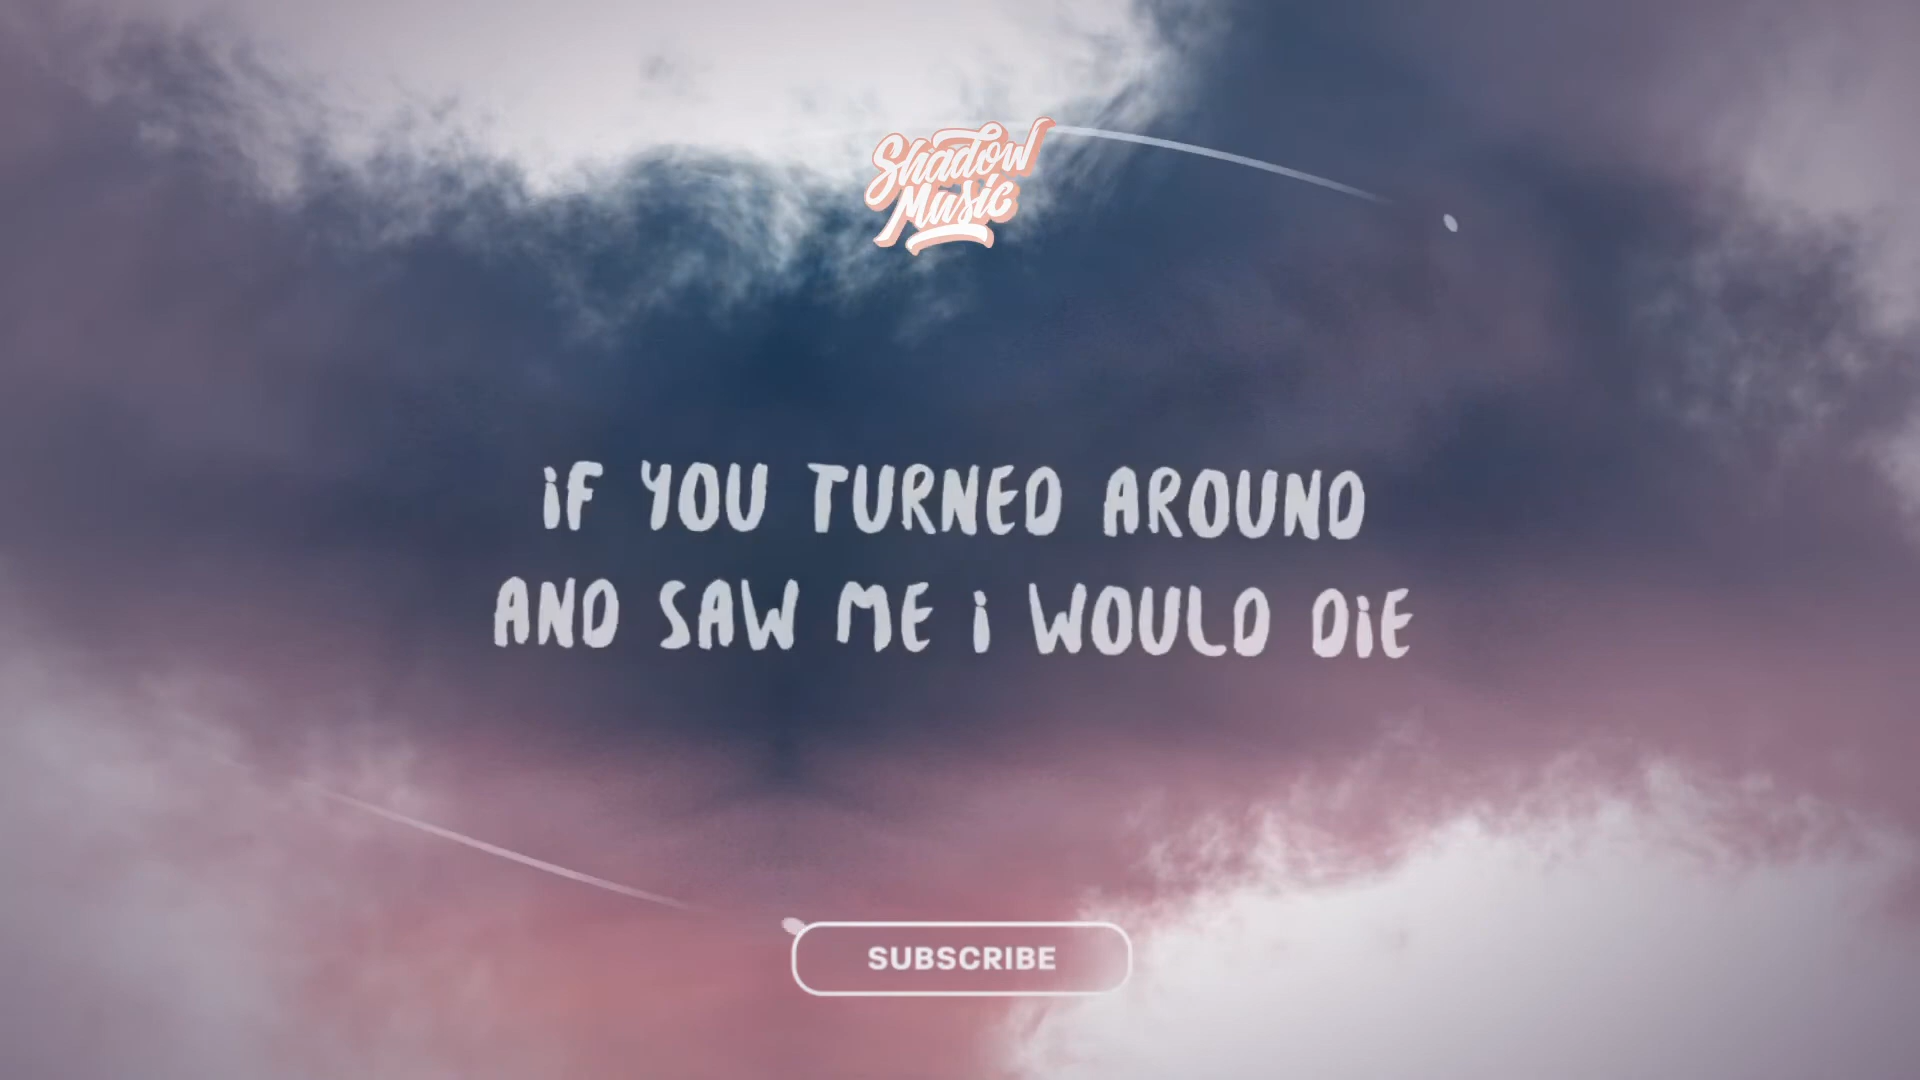 Shadow
Music
iF YOU TURNED AROUND
AND SAW ME i WOULD DiE
SUBSCRIBE